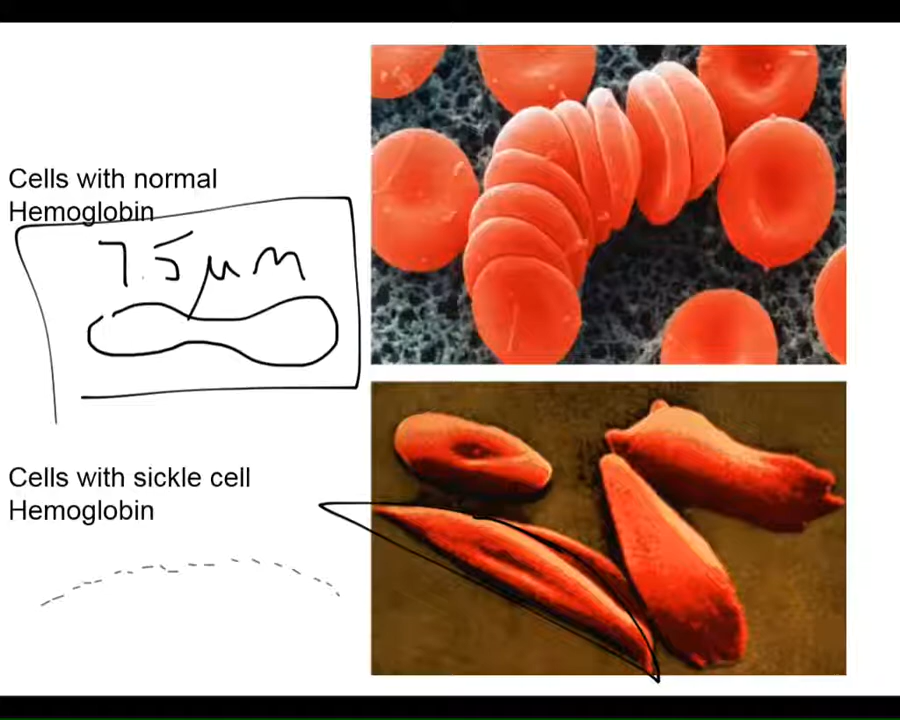 Cells with normal
Hemoglobin
7.5 μm
Cells with sickle cell
Hemoglobin